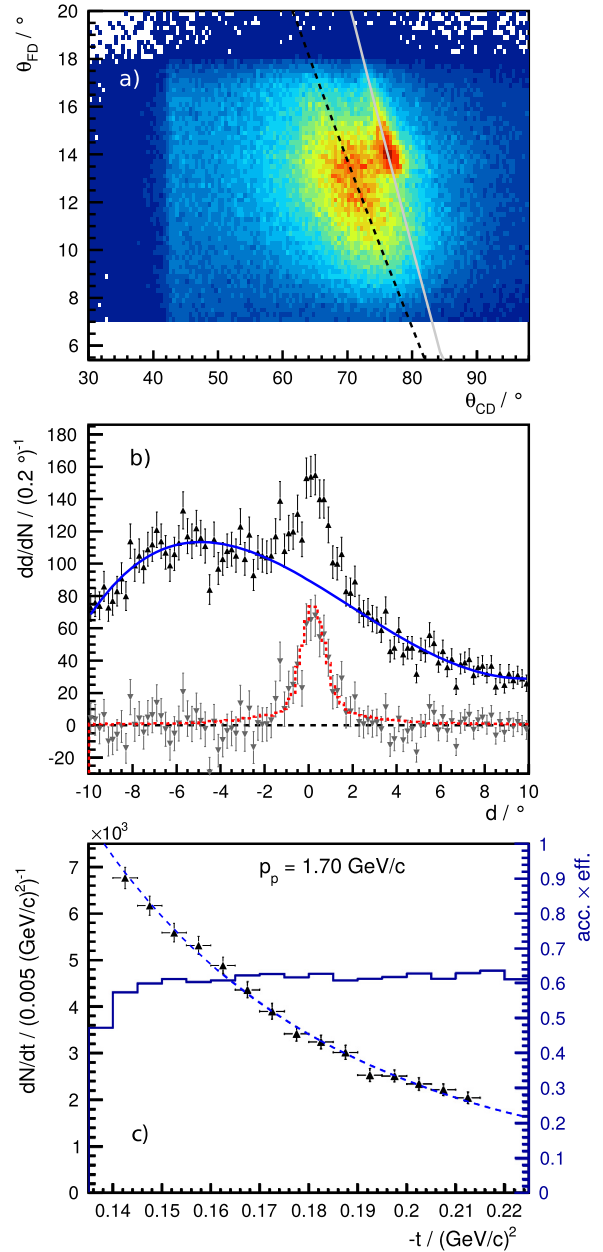 θ_FD / °
20
18
16
14
12
10
8
6
a)
30 40 50 60 70 80 90
θ_CD / °
dd/dN / (0.2 °)^-1
180
160
140
120
100
80
60
40
20
0
-20
b)
-10 -8 -6 -4 -2 0 2 4 6 8 10
d / °
×10^3
dN/dt / (0.005 (GeV/c)^2)^-1
7
6
5
4
3
2
1
0
p_p = 1.70 GeV/c
c)
1
0.9
0.8
0.7
0.6
0.5
0.4
0.3
0.2
0.1
0
acc. × eff.
0.14 0.15 0.16 0.17 0.18 0.19 0.2 0.21 0.22
-t / (GeV/c)^2